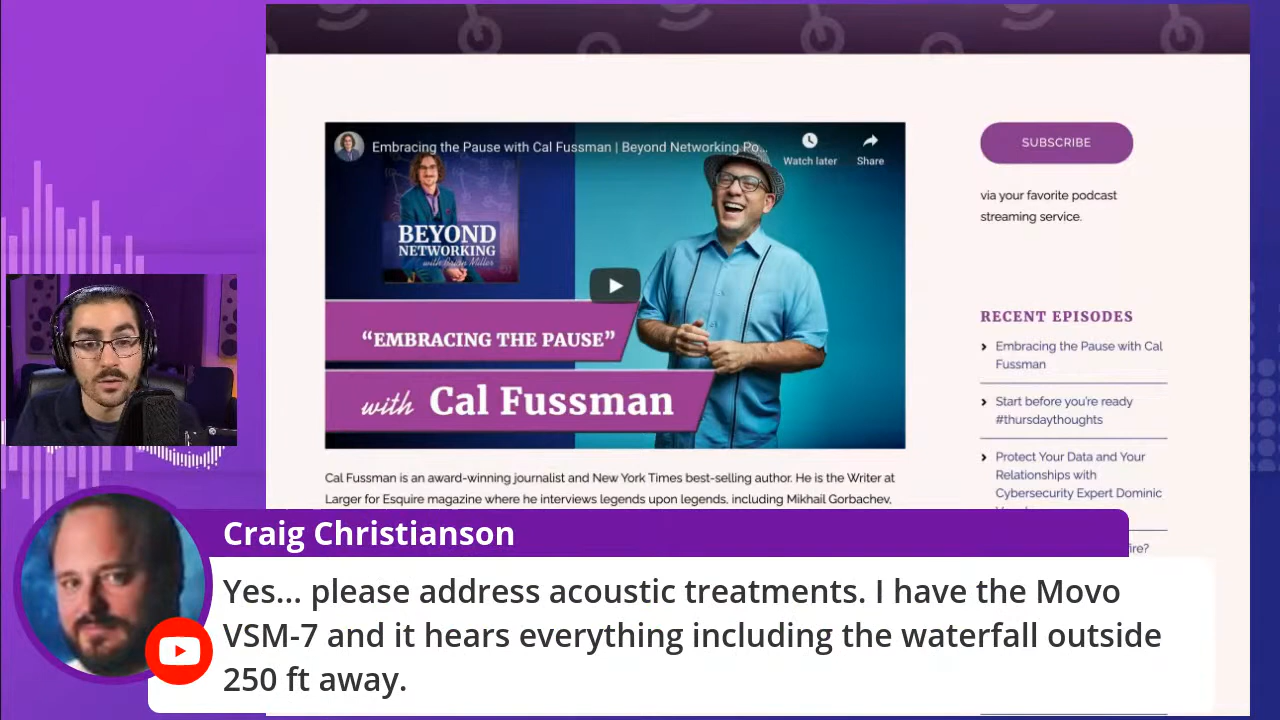 Embracing the Pause with Cal Fussman | Beyond Networking Po...
Watch later
Share
BEYOND
NETWORKING
with Brian Miller
“EMBRACING THE PAUSE”
with Cal Fussman
Cal Fussman is an award-winning journalist and New York Times best-selling author. He is the Writer at
Larger for Esquire magazine where he interviews legends upon legends, including Mikhail Gorbachev,
SUBSCRIBE
via your favorite podcast
streaming service.
RECENT EPISODES
Embracing the Pause with Cal
Fussman
Start before you're ready
#thursdaythoughts
Protect Your Data and Your
Relationships with
Cybersecurity Expert Dominic
Craig Christianson
Yes... please address acoustic treatments. I have the Movo
VSM-7 and it hears everything including the waterfall outside
250 ft away.